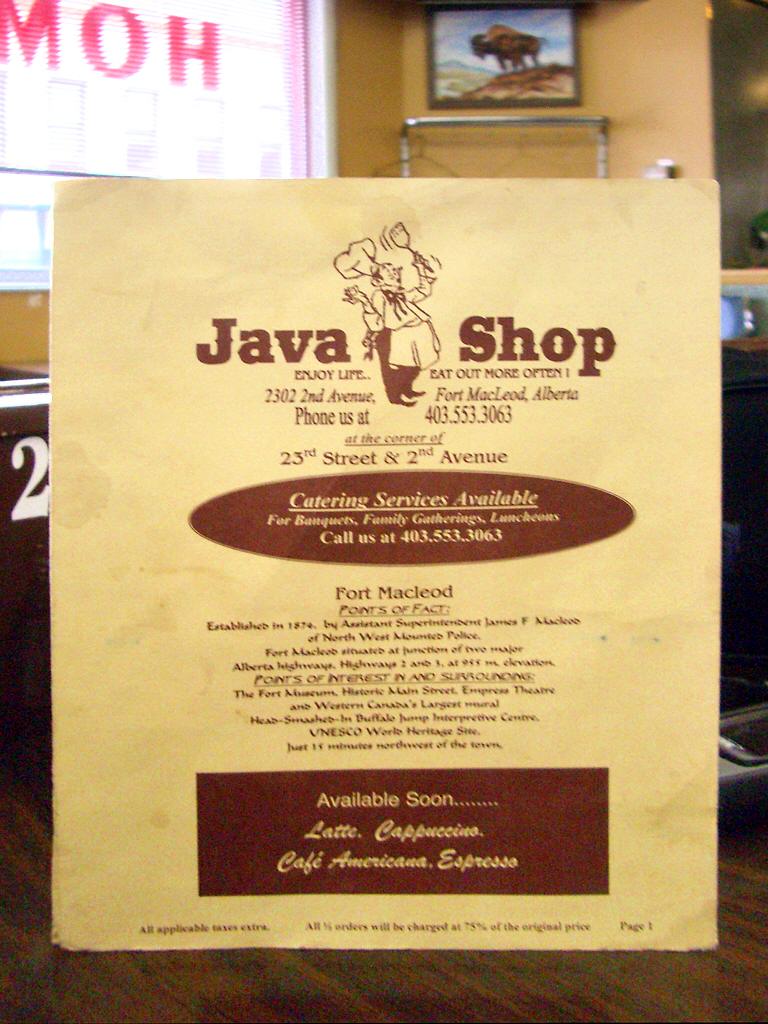 HOM
2
Java Shop
ENJOY LIFE.. EAT OUT MORE OFTEN !
2302 2nd Avenue, Fort MacLeod, Alberta
Phone us at 403.553.3063
at the corner of
23rd Street & 2nd Avenue
Catering Services Available
For Banquets, Family Gatherings, Luncheons
Call us at 403.553.3063
Fort Macleod
POINTS OF FACT:
Established in 1874, by Assistant Superintendent James F Macleod
of North West Mounted Police.
Fort Macleod situated at junction of two major
Alberta highways, Highways 2 and 3, at 955 m. elevation.
POINTS OF INTEREST IN AND SURROUNDING:
The Fort Museum, Historic Main Street, Empress Theatre
and Western Canada's Largest mural
Head-Smashed-In Buffalo Jump Interpretive Centre,
UNESCO World Heritage Site,
Just 15 minutes northwest of the town.
Available Soon........
Latte, Cappuccino,
Café Americana, Espresso
All applicable taxes extra. All ½ orders will be charged at 75% of the original price Page 1